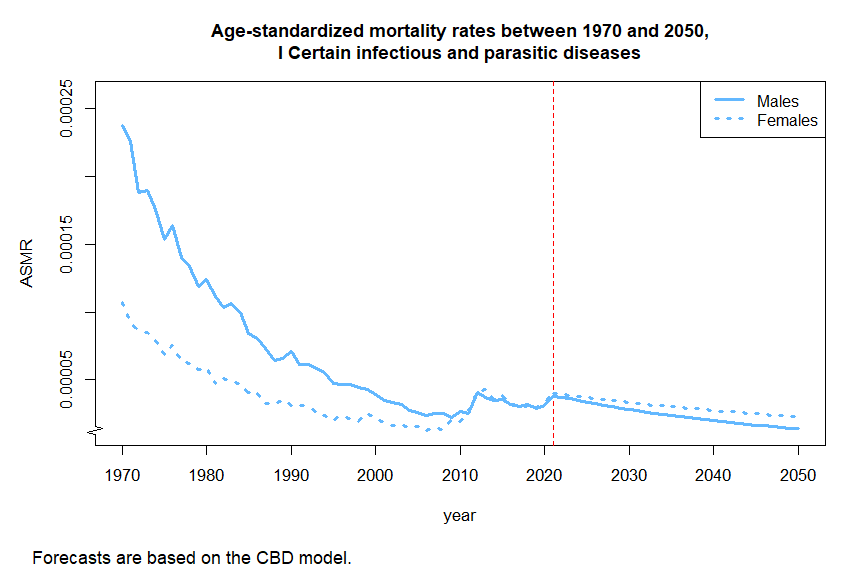 Age-standardized mortality rates between 1970 and 2050,
I Certain infectious and parasitic diseases
Males
Females
0.00025
0.00015
0.00005
ASMR
1970 1980 1990 2000 2010 2020 2030 2040 2050
year
Forecasts are based on the CBD model.